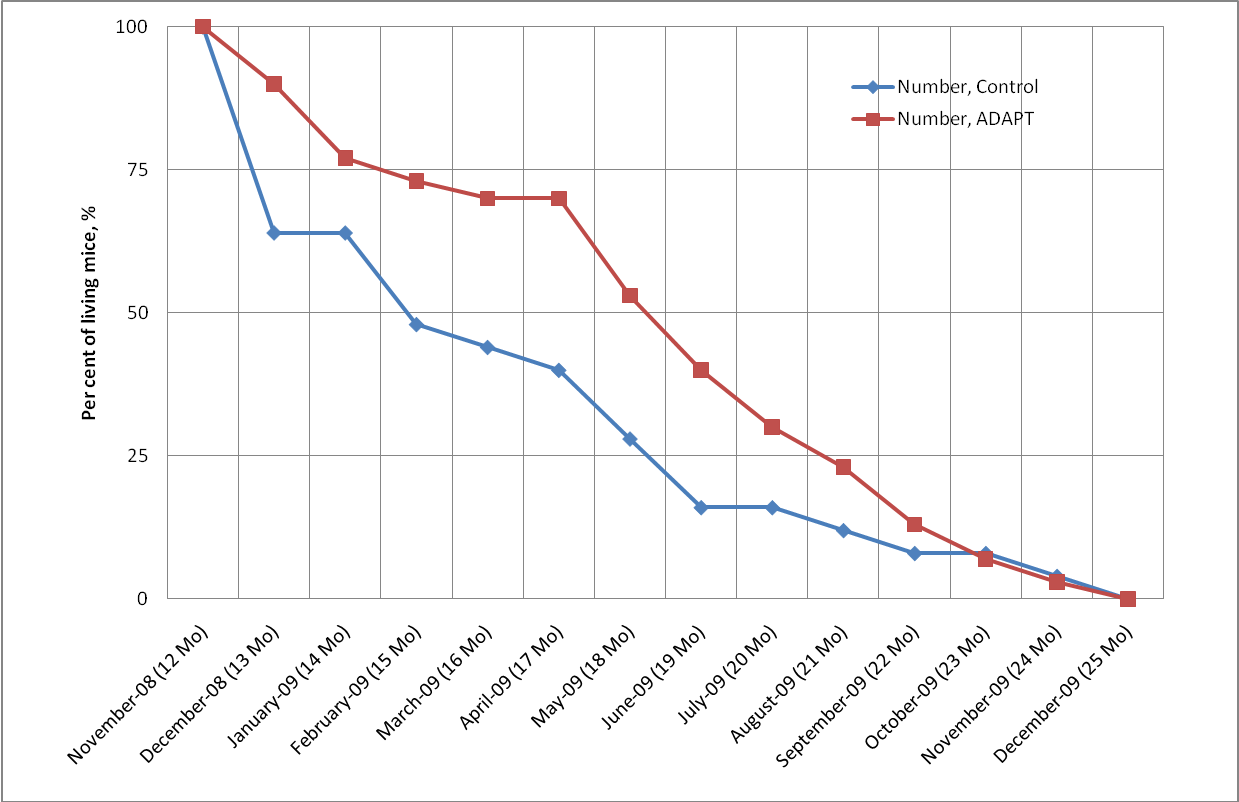 100
75
50
25
0
Per cent of living mice, %
Number, Control
Number, ADAPT
November-08 (12 Mo)
December-08 (13 Mo)
January-09 (14 Mo)
February-09 (15 Mo)
March-09 (16 Mo)
April-09 (17 Mo)
May-09 (18 Mo)
June-09 (19 Mo)
July-09 (20 Mo)
August-09 (21 Mo)
September-09 (22 Mo)
October-09 (23 Mo)
November-09 (24 Mo)
December-09 (25 Mo)